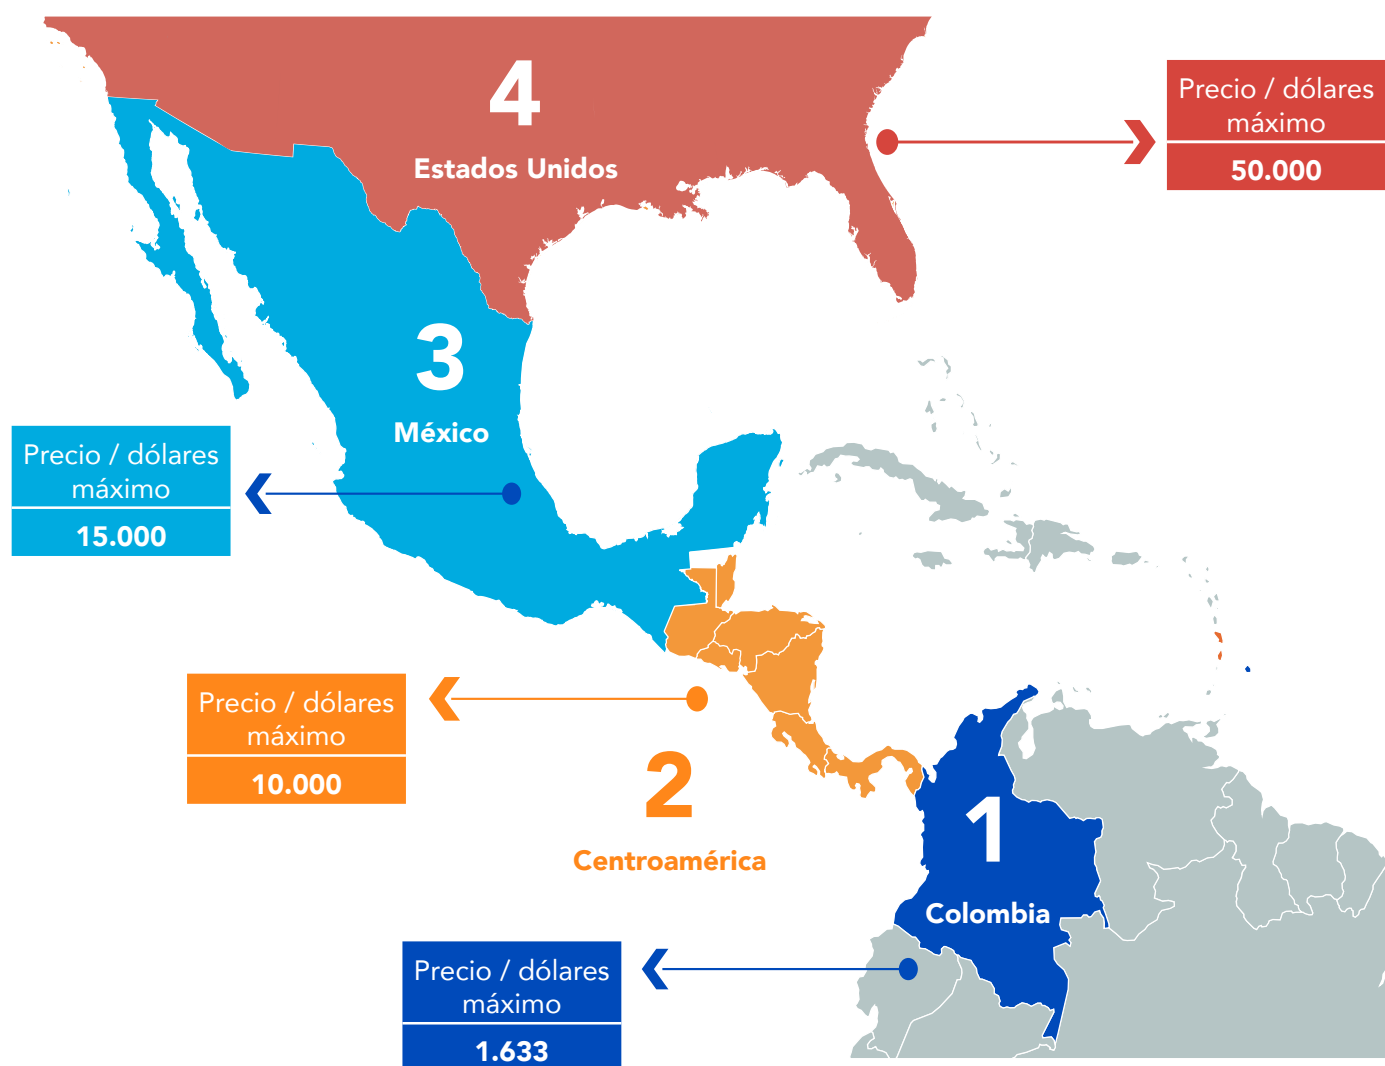 4
Estados Unidos
Precio / dólares
máximo
50.000
3
México
Precio / dólares
máximo
15.000
Precio / dólares
máximo
10.000
2
Centroamérica
1
Colombia
Precio / dólares
máximo
1.633